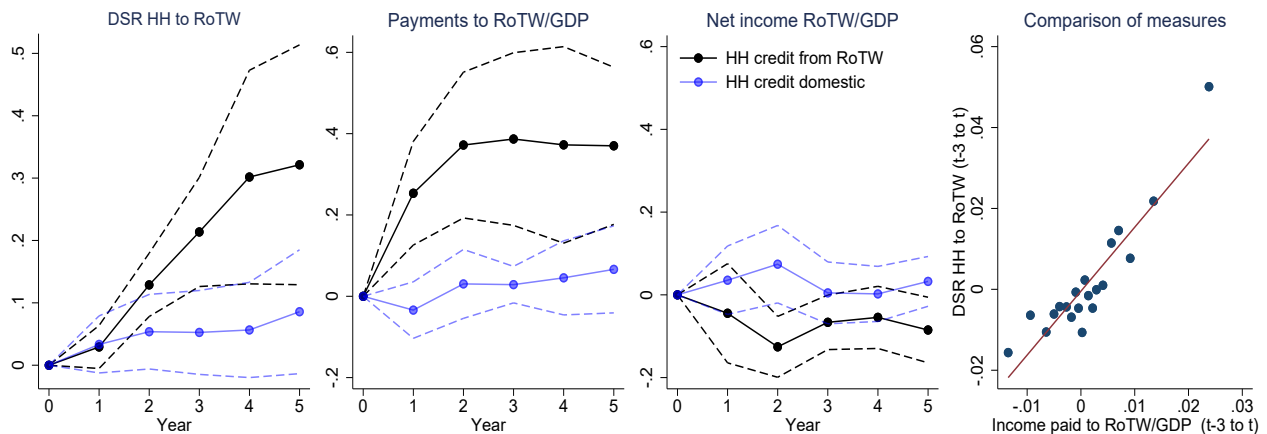 DSR HH to RoTW
.5
.4
.3
.2
.1
0
0 1 2 3 4 5
Year
Payments to RoTW/GDP
.6
.4
.2
0
-.2
0 1 2 3 4 5
Year
Net income RoTW/GDP
HH credit from RoTW
HH credit domestic
.6
.4
.2
0
-.2
0 1 2 3 4 5
Year
Comparison of measures
DSR HH to RoTW (t-3 to t)
.06
.04
.02
0
-.02
-.01 0 .01 .02 .03
Income paid to RoTW/GDP (t-3 to t)